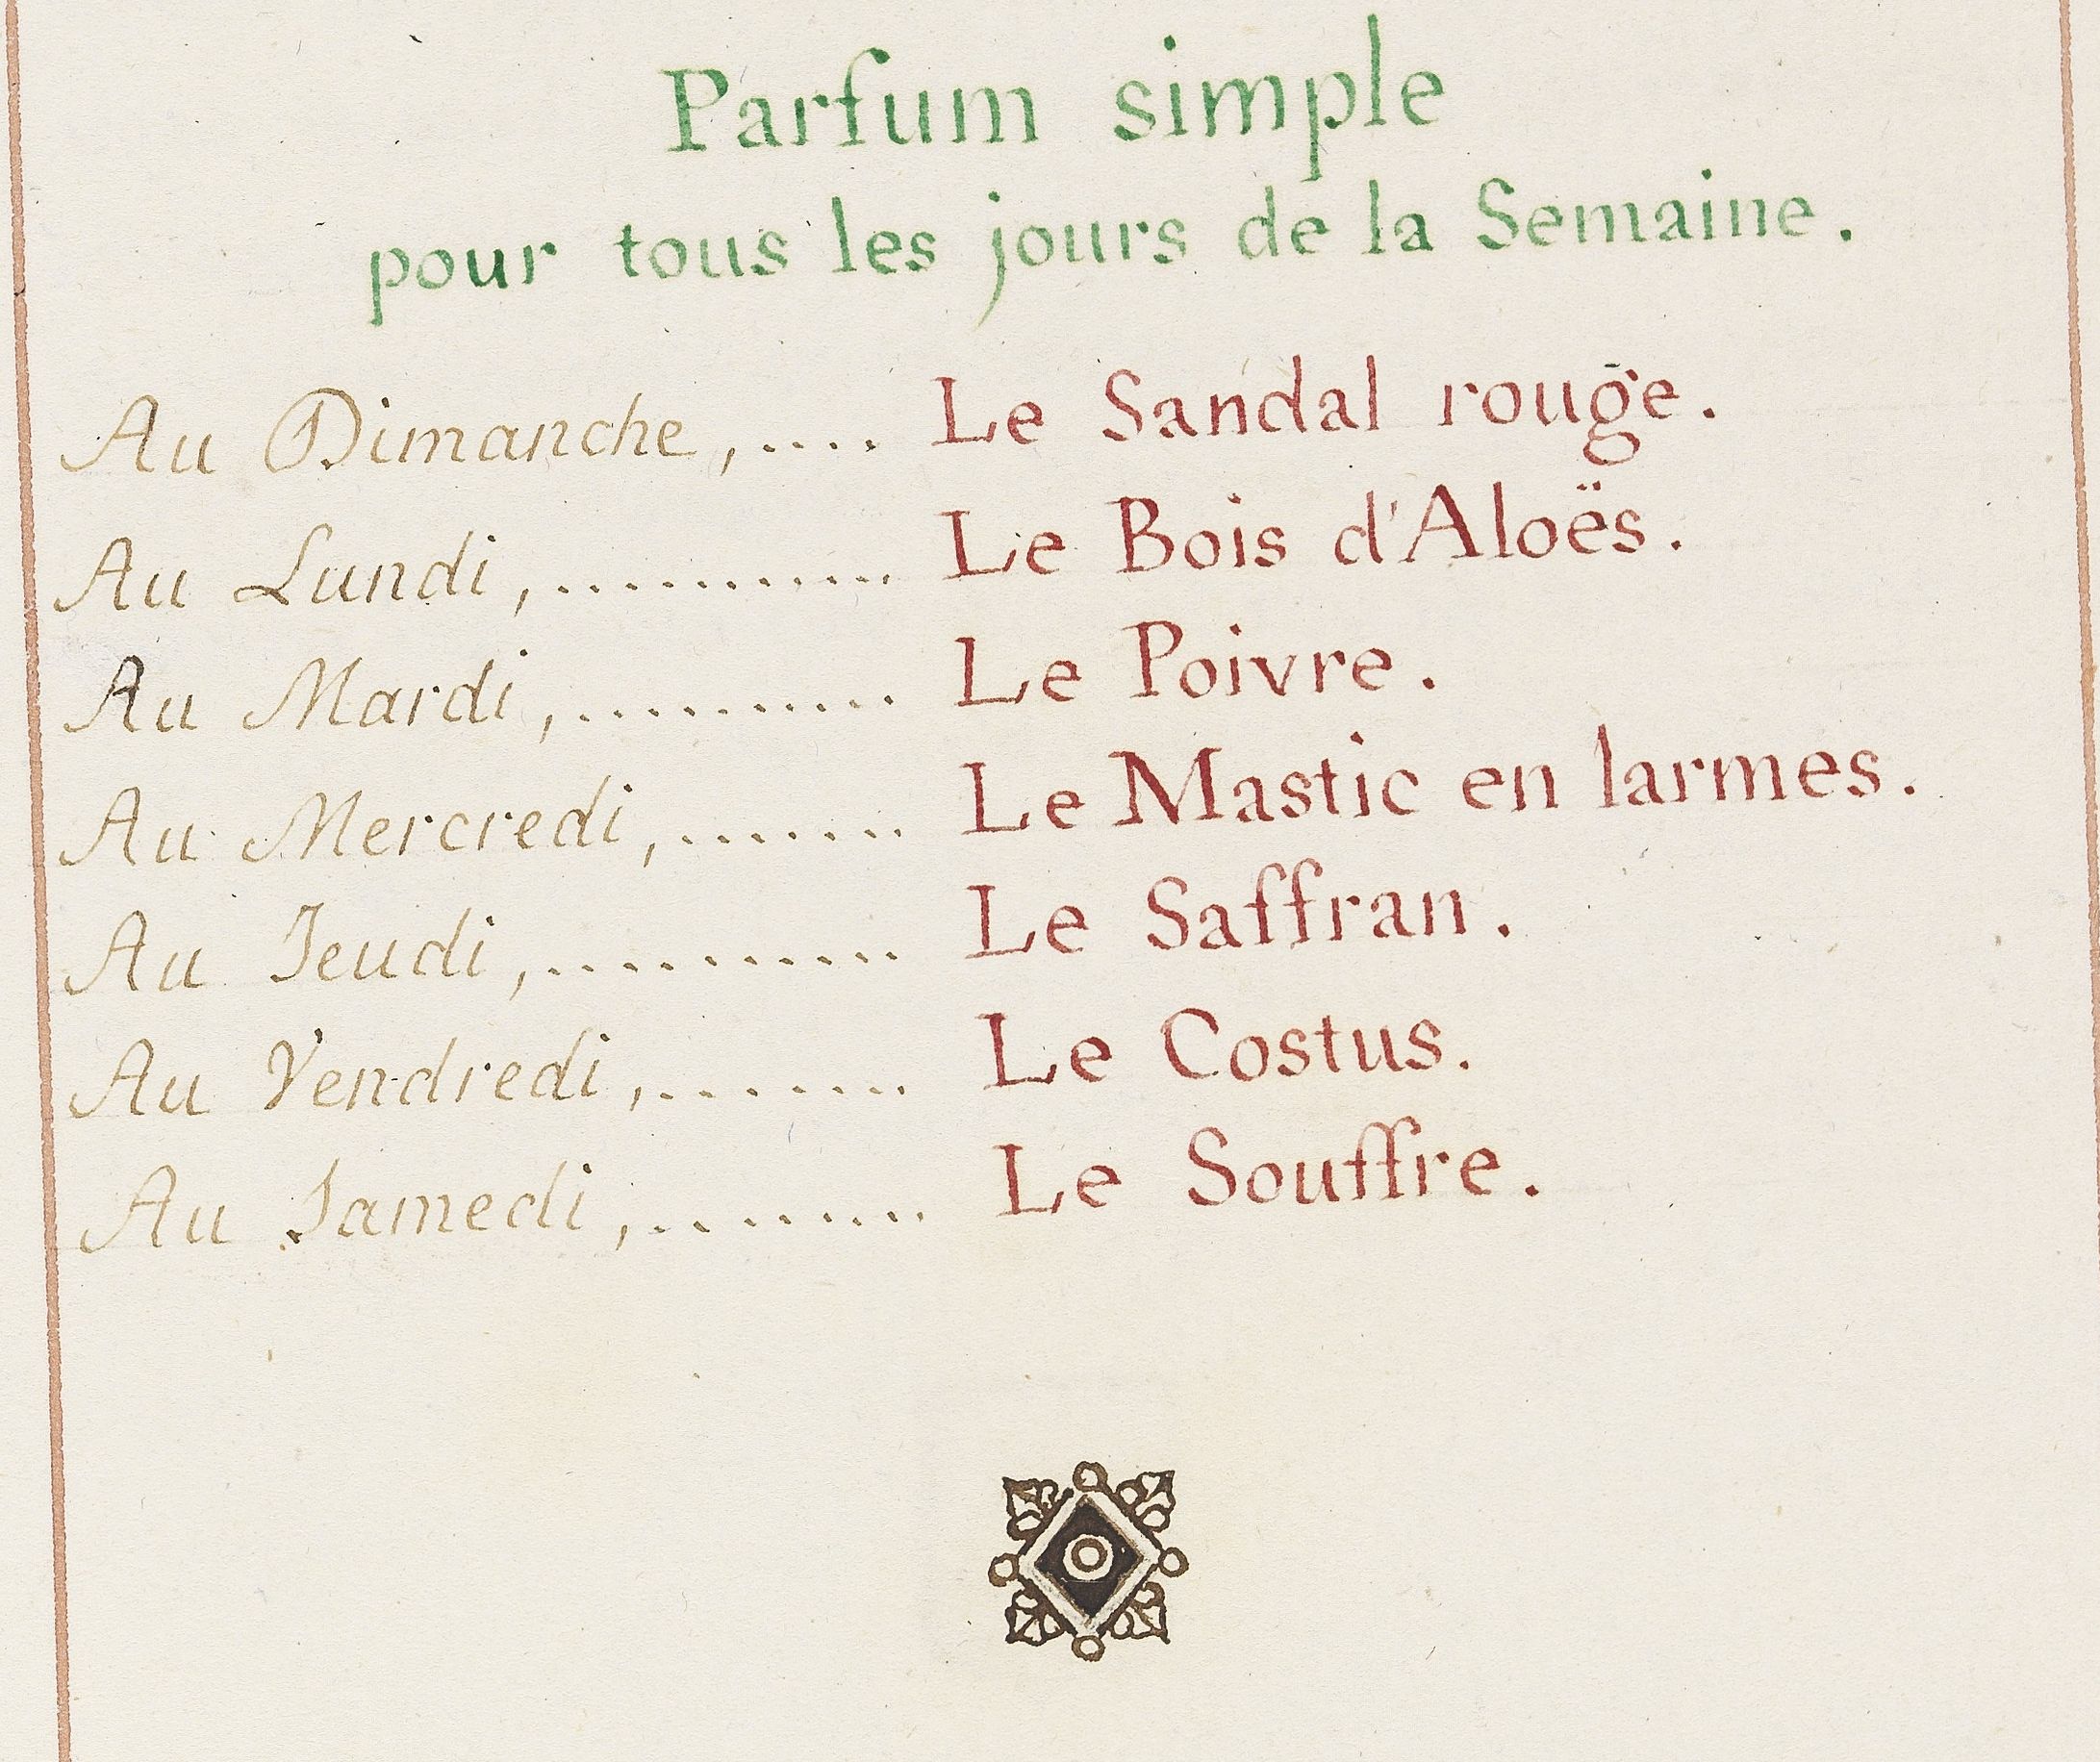 Parfum simple
pour tous les jours de la Semaine.
Au Dimanche,.... Le Sandal rouge.
Au Lundi,............ Le Bois d'Aloës.
Au Mardi,........... Le Poivre.
Au Mercredi,........ Le Mastic en larmes.
Au Jeudi,............ Le Saffran.
Au Vendredi,......... Le Costus.
Au Samedi,.......... Le Souffre.